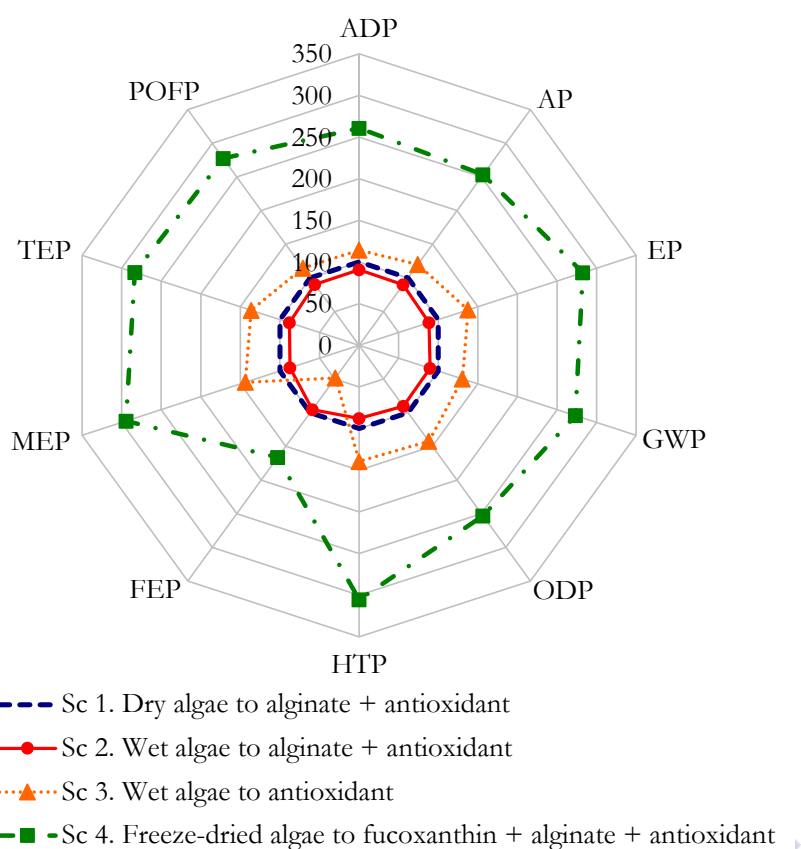 ADP
350
POFP
300
AP
250
200
TEP
150
EP
100
50
0
MEP
GWP
FEP
ODP
HTP
Sc 1. Dry algae to alginate + antioxidant
Sc 2. Wet algae to alginate + antioxidant
Sc 3. Wet algae to antioxidant
Sc 4. Freeze-dried algae to fucoxanthin + alginate + antioxidant